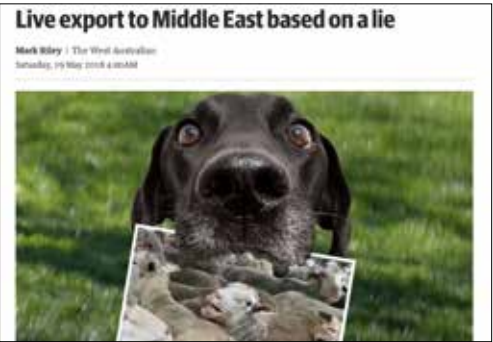 Live export to Middle East based on a lie
Mark Riley | The West Australian
Saturday, 19 May 2018 4:00AM